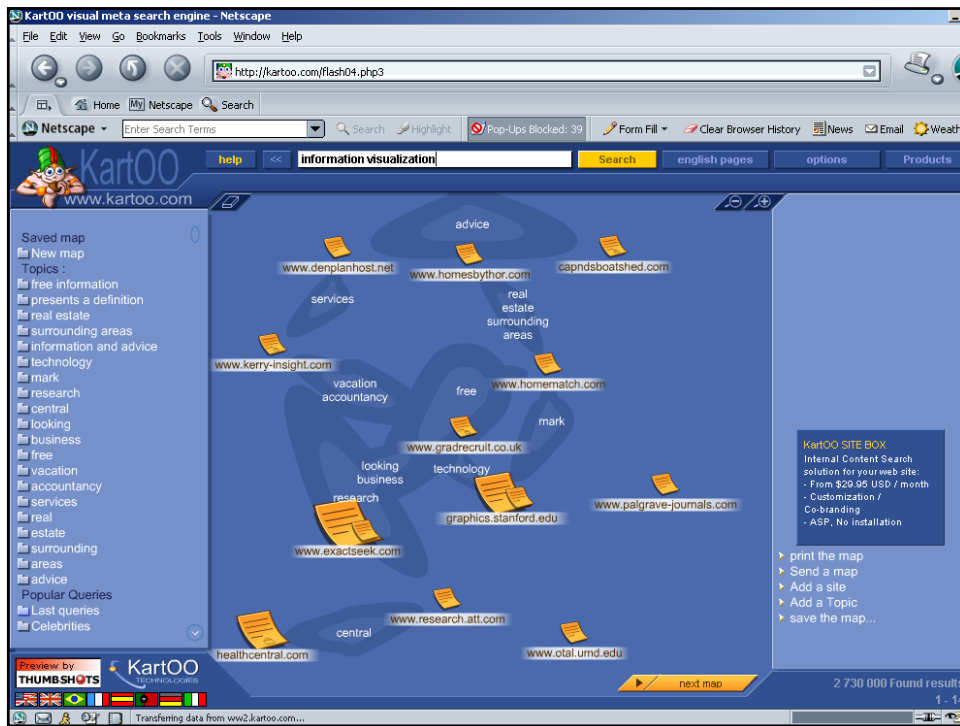 KartOO visual meta search engine - Netscape
File Edit View Go Bookmarks Tools Window Help
http://kartoo.com/flash04.php3
Home My Netscape Search
Netscape Enter Search Terms Search Highlight Pop-Ups Blocked: 39 Form Fill Clear Browser History News Email Weath
KartOO
www.kartoo.com
help << information visualization Search english pages options Products
Saved map
New map
Topics :
free information
presents a definition
real estate
surrounding areas
information and advice
technology
mark
research
central
looking
business
free
vacation
accountancy
services
real
estate
surrounding
areas
advice
Popular Queries
Last queries
Celebrities
advice
www.denplanhost.net
www.homesbythor.com
capndsboatshed.com
services
real
estate
surrounding
areas
www.kerry-insight.com
www.homematch.com
vacation
accountancy
free
mark
www.gradrecruit.co.uk
looking
business
technology
research
www.exactseek.com
graphics.stanford.edu
www.palgrave-journals.com
www.research.att.com
central
healthcentral.com
www.otal.umd.edu
KartOO SITE BOX
Internal Content Search
solution for your web site:
- From $29.95 USD / month
- Customization /
Co-branding
- ASP, No installation
print the map
Send a map
Add a site
Add a Topic
save the map...
Preview by
THUMBSHOTS
KartOO
TECHNOLOGIES
next map
2 730 000 Found results
1 - 1
Transferring data from ww2.kartoo.com...